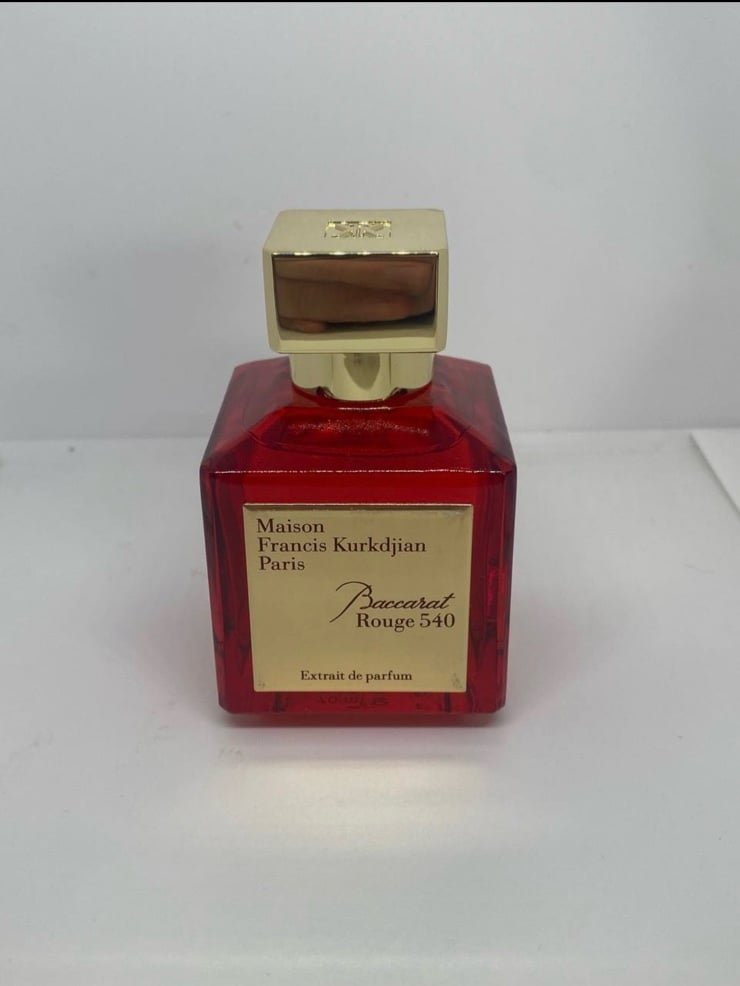 Maison
Francis Kurkdjian
Paris
Baccarat
Rouge 540
Extrait de parfum